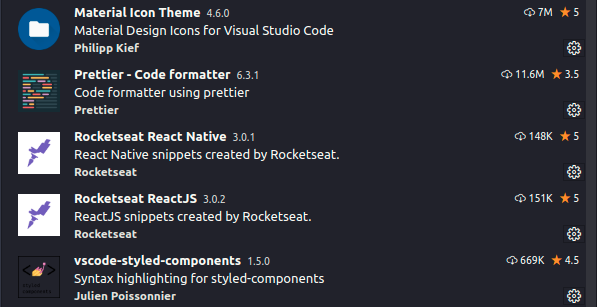 Material Icon Theme 4.6.0 7M ★ 5
Material Design Icons for Visual Studio Code
Philipp Kief
Prettier - Code formatter 6.3.1 11.6M ★ 3.5
Code formatter using prettier
Prettier
Rocketseat React Native 3.0.1 148K ★ 5
React Native snippets created by Rocketseat.
Rocketseat
Rocketseat ReactJS 3.0.2 151K ★ 5
ReactJS snippets created by Rocketseat.
Rocketseat
vscode-styled-components 1.5.0 669K ★ 4.5
Syntax highlighting for styled-components
Julien Poissonnier